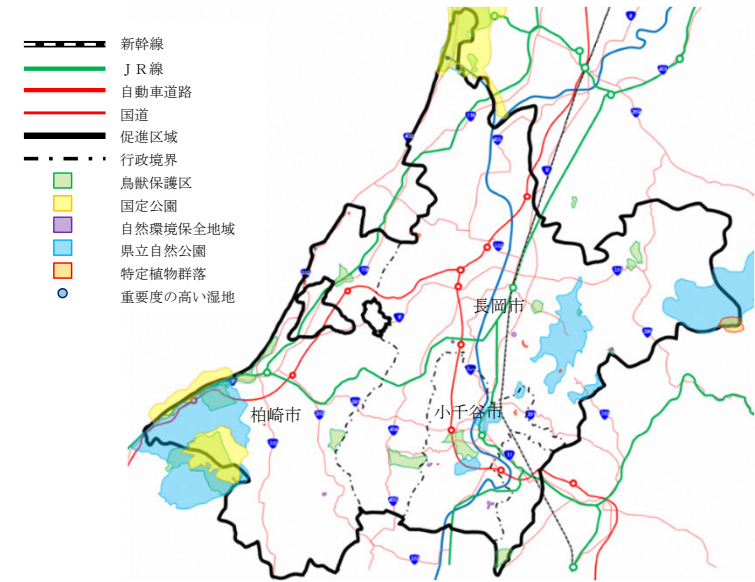 新幹線
ＪＲ線
自動車道路
国道
促進区域
行政境界
鳥獣保護区
国定公園
自然環境保全地域
県立自然公園
特定植物群落
重要度の高い湿地
長岡市
柏崎市
小千谷市